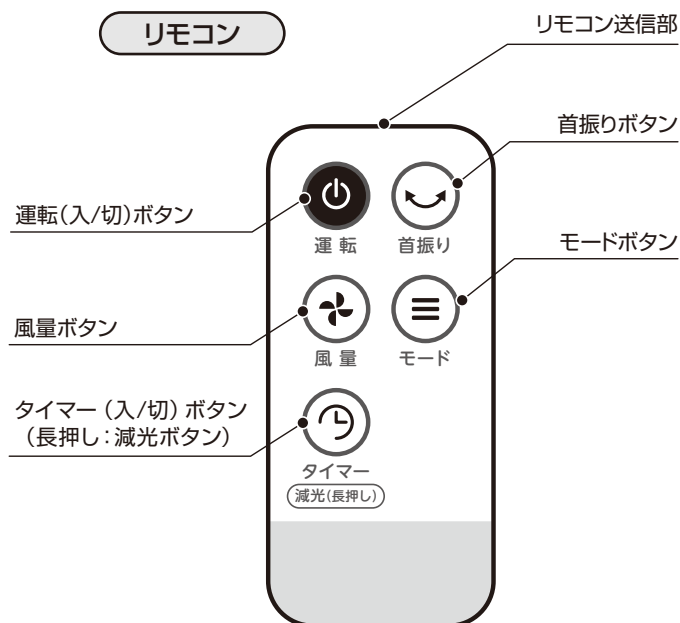 リモコン
リモコン送信部
首振りボタン
運転(入/切)ボタン
モードボタン
風量ボタン
タイマー(入/切)ボタン
(長押し:減光ボタン)
運転
首振り
風量
モード
タイマー
減光(長押し)